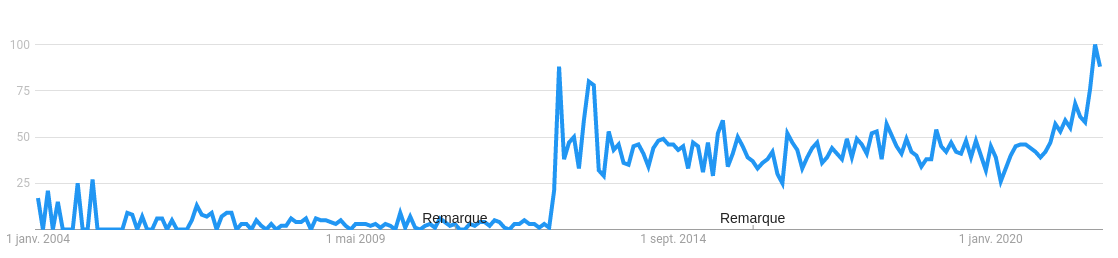 100
75
50
25
Remarque
Remarque
1 janv. 2004
1 mai 2009
1 sept. 2014
1 janv. 2020